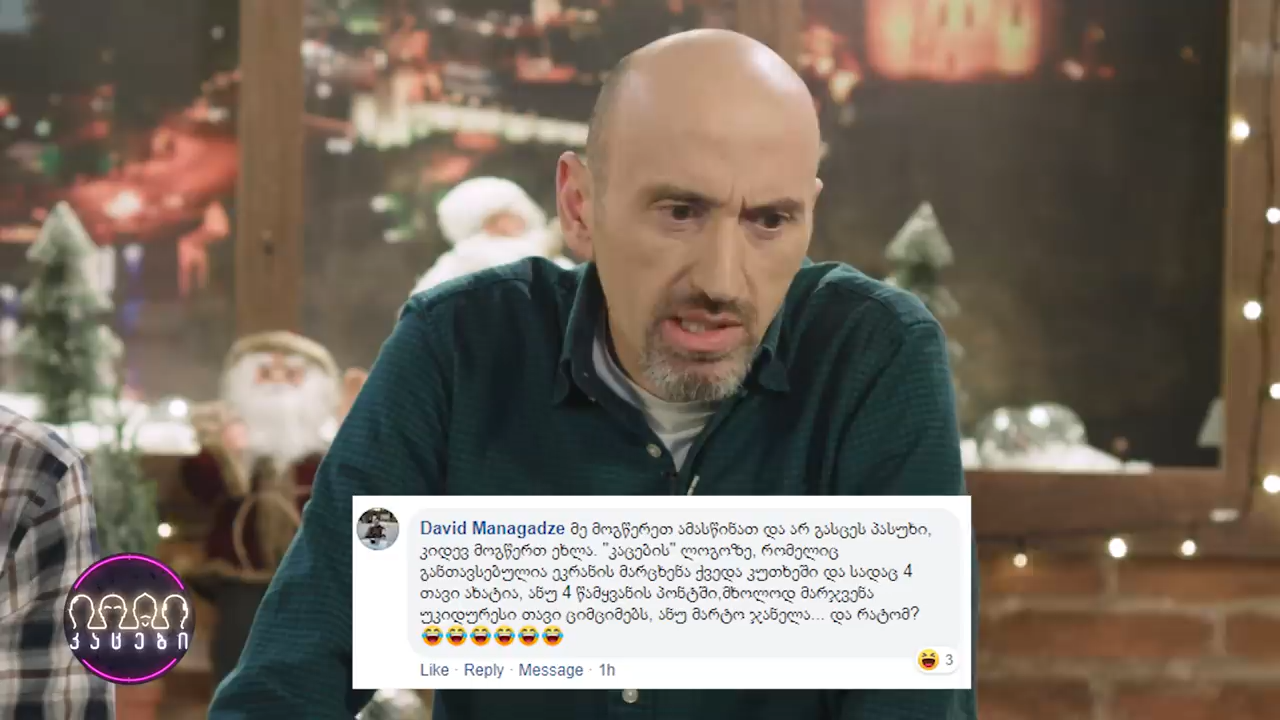 David Managadze მე მოგწერეთ ამასწინათ და არ გასცეს პასუხი,
კიდევ მოგწერთ ეხლა. "კაცების" ლოგოზე, რომელიც
განთავსებულია ეკრანის მარცხენა ქვედა კუთხეში და სადაც 4
თავი ახატია, ანუ 4 წამყვანის პონტში,მხოლოდ მარჯვენა
უკიდურესი თავი ციმციმებს, ანუ მარტო ჯანელა... და რატომ?
😂😂😂😂😂😂
3
Like · Reply · Message · 1h
კაცები